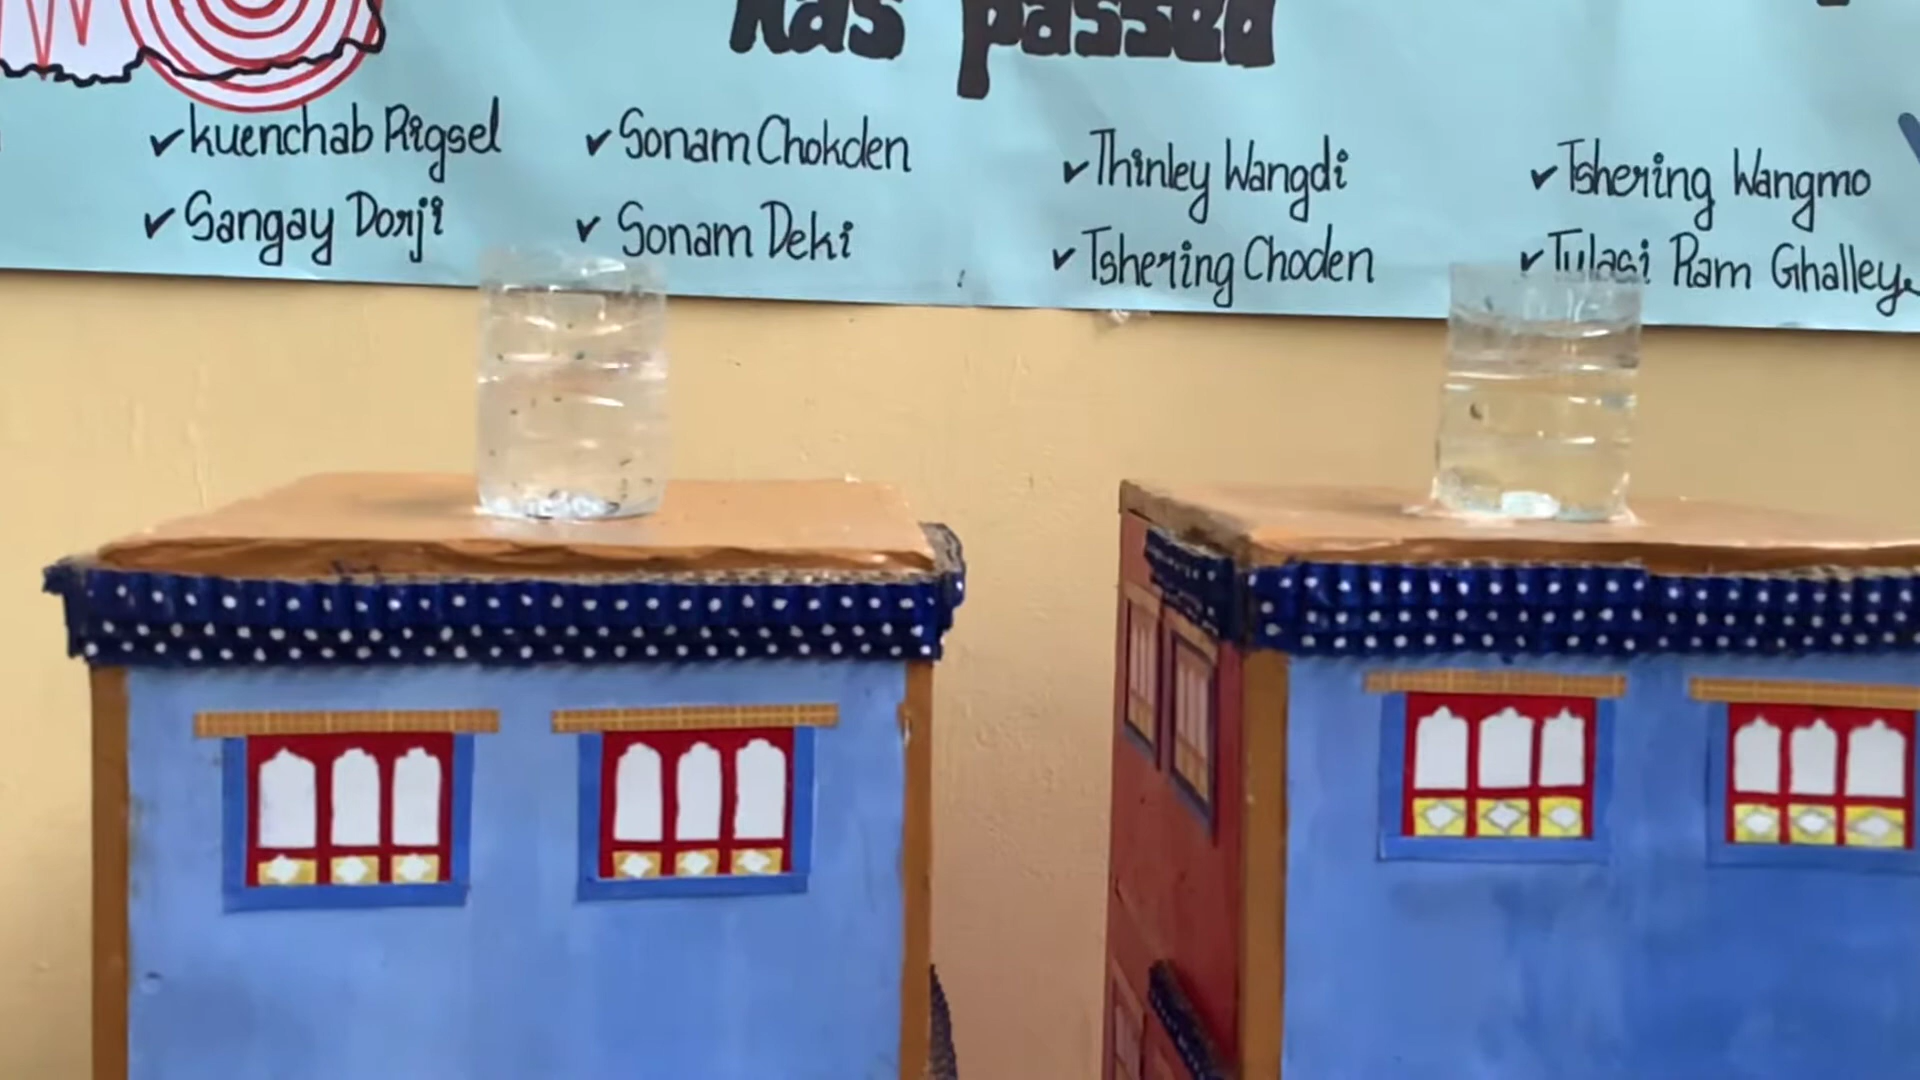 has passed
✓ Kuenchab Rigsel
✓ Sangay Dorji
✓ Sonam Chokden
✓ Sonam Deki
✓ Thinley Wangdi
✓ Tshering Choden
✓ Tshering Wangmo
✓ Tulasi Ram Ghalley